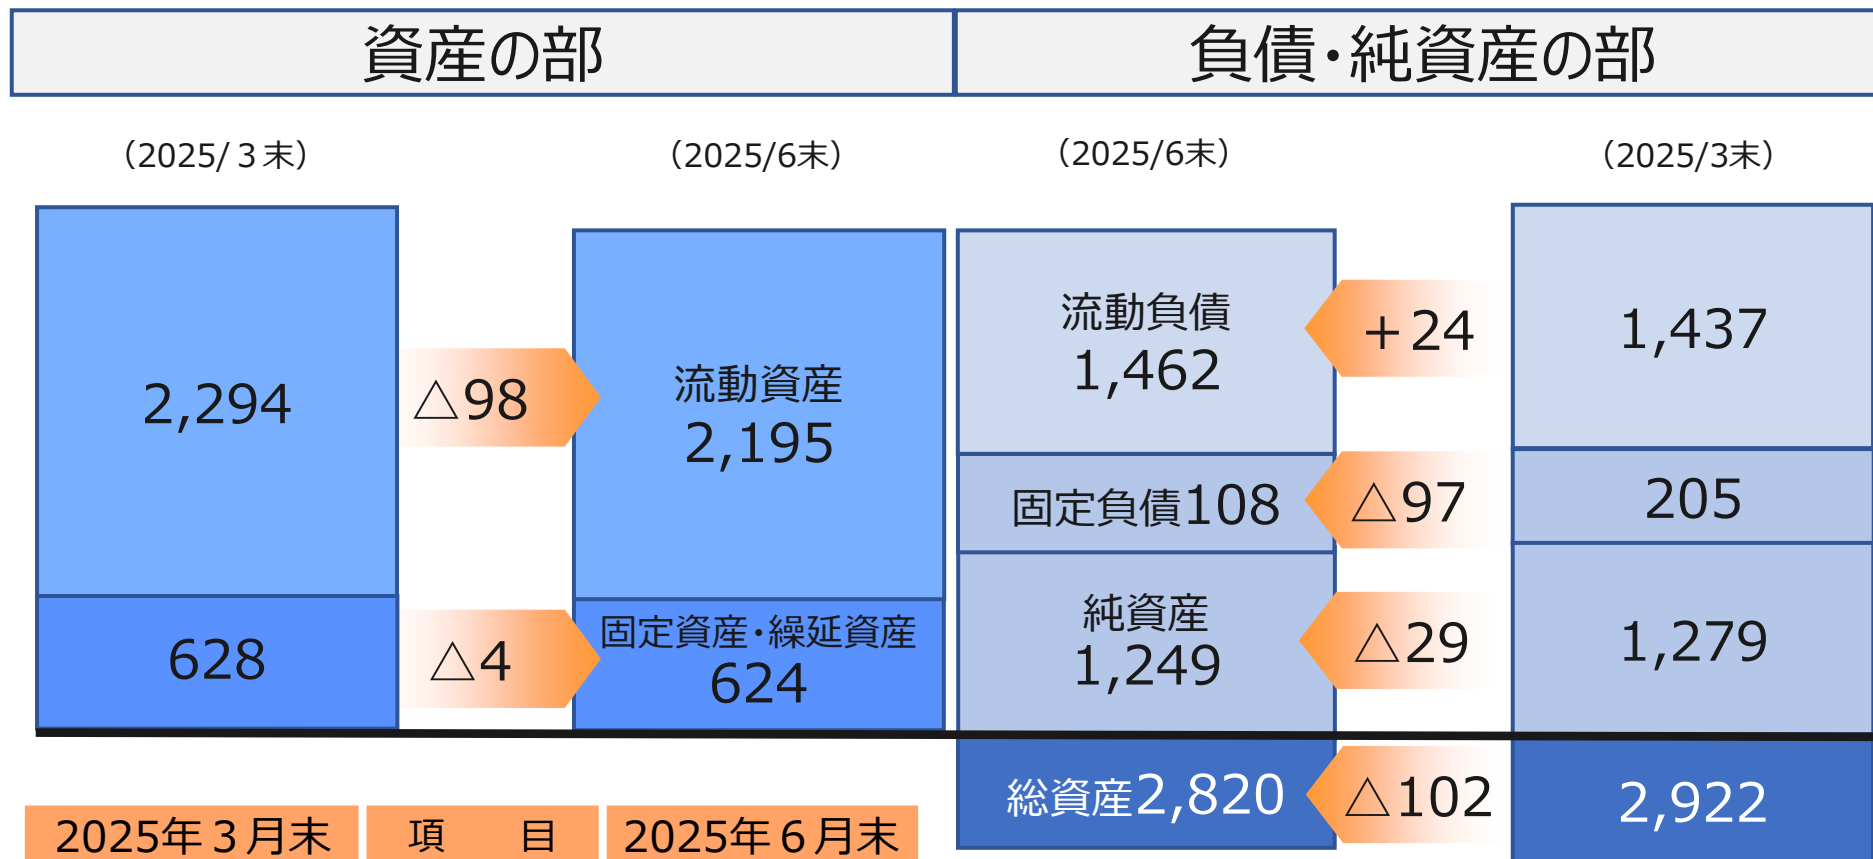 資産の部
負債・純資産の部
（2025/３末）
（2025/6末）
（2025/6末）
（2025/3末）
2,294
△98
流動資産
2,195
628
△4
固定資産・繰延資産
624
流動負債
1,462
＋24
1,437
固定負債108
△97
205
純資産
1,249
△29
1,279
総資産2,820
△102
2,922
2025年３月末
項　　目
2025年６月末